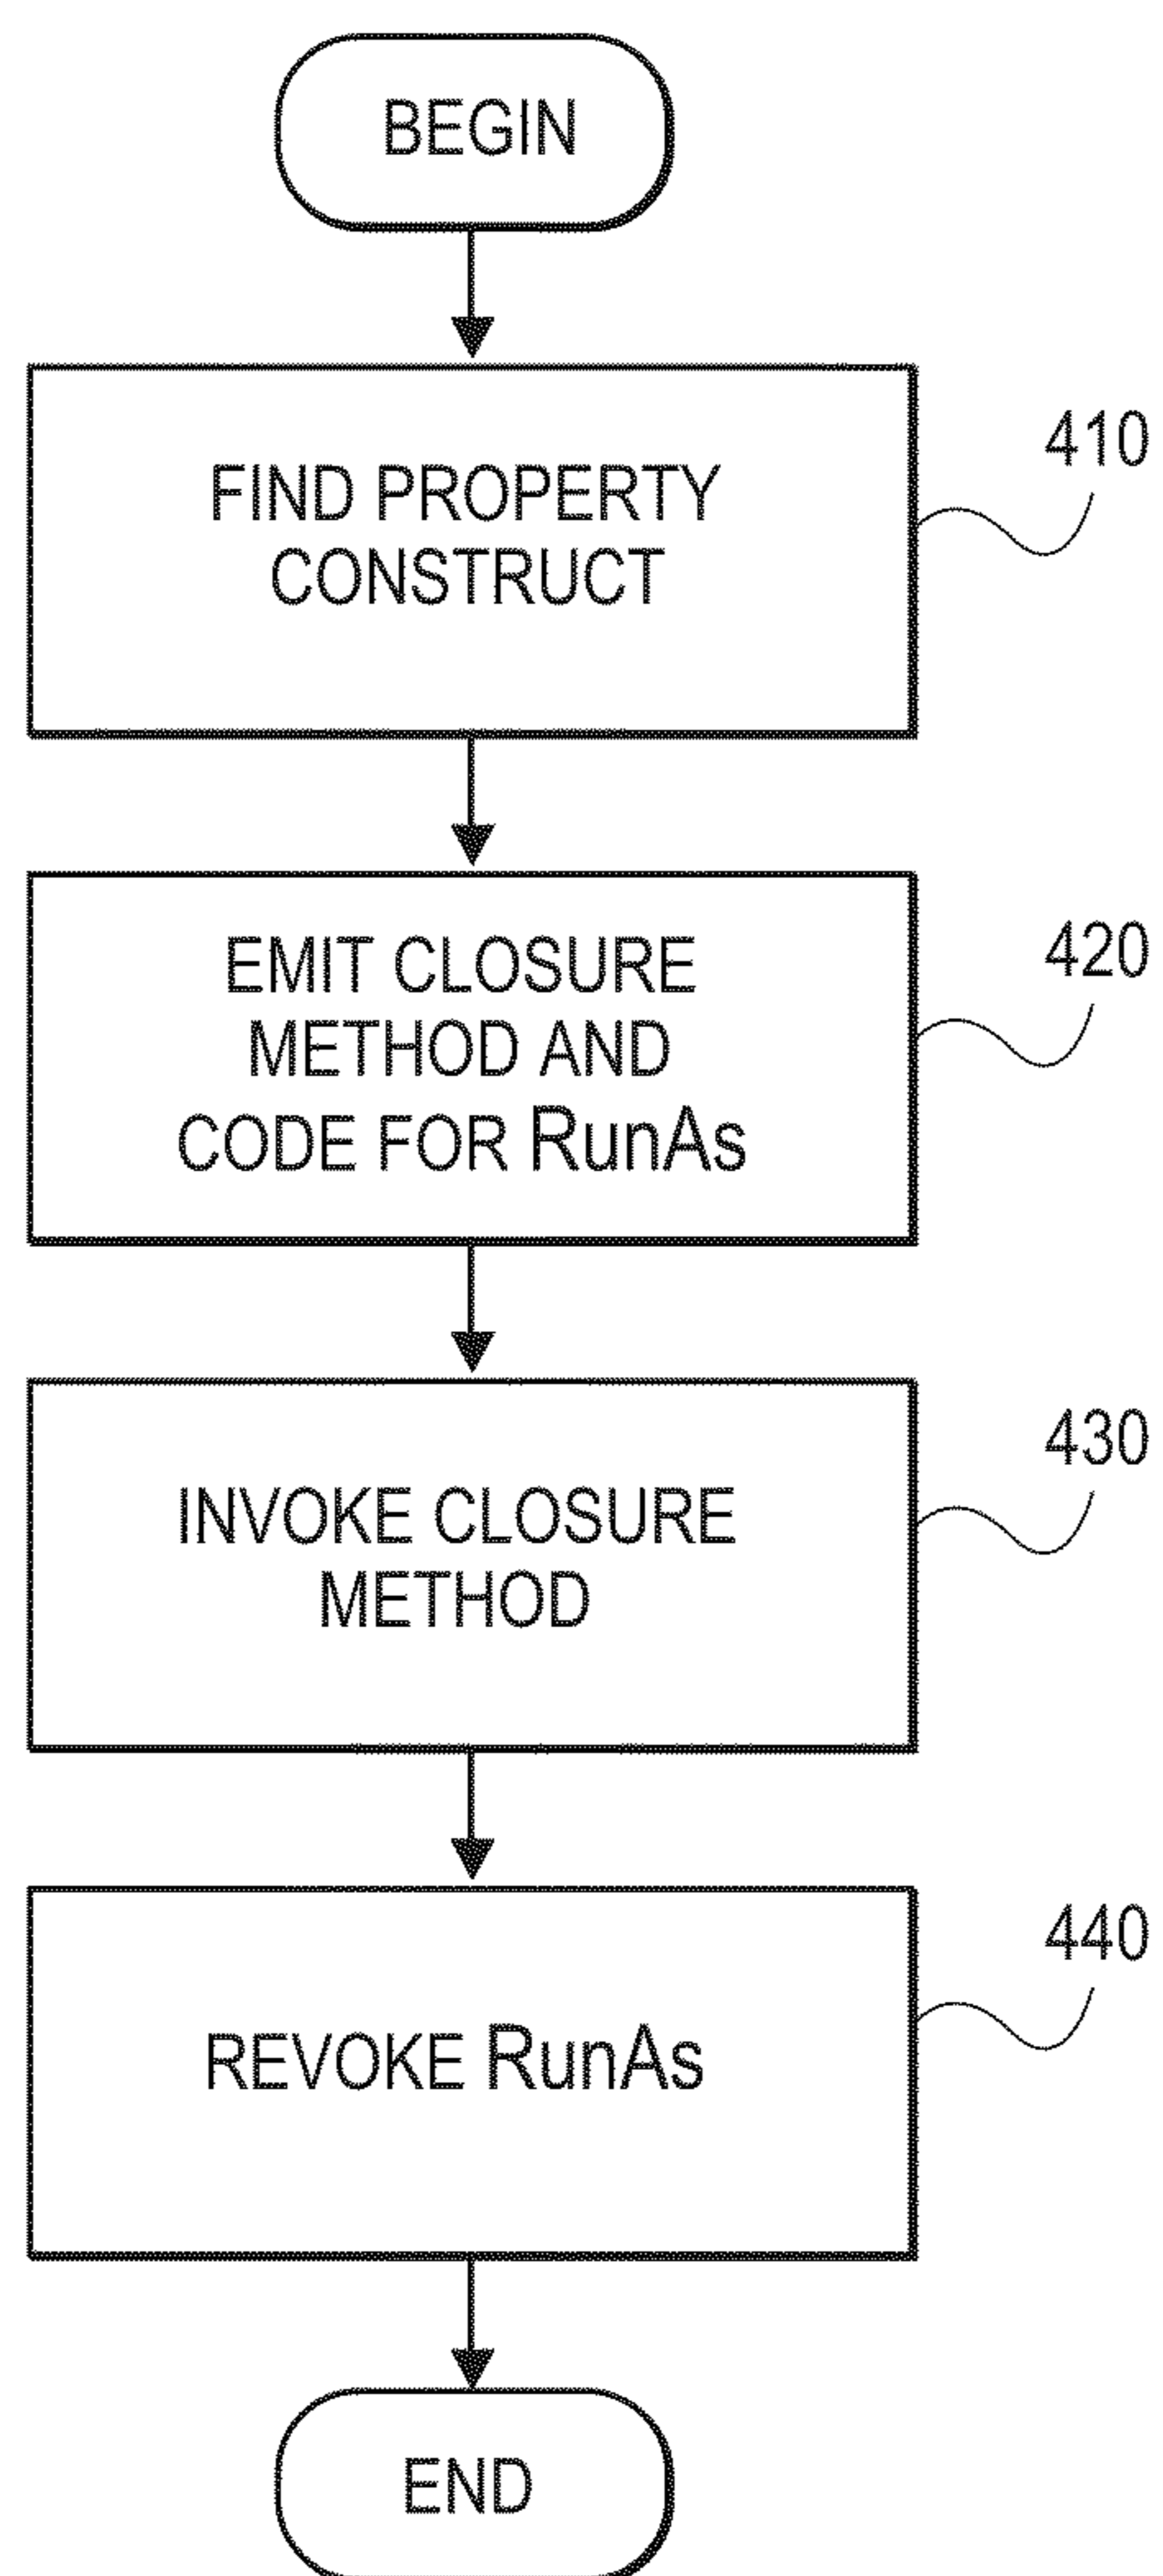 BEGIN
FIND PROPERTY
CONSTRUCT
410
EMIT CLOSURE
METHOD AND
CODE FOR RunAs
420
INVOKE CLOSURE
METHOD
430
REVOKE RunAs
440
END